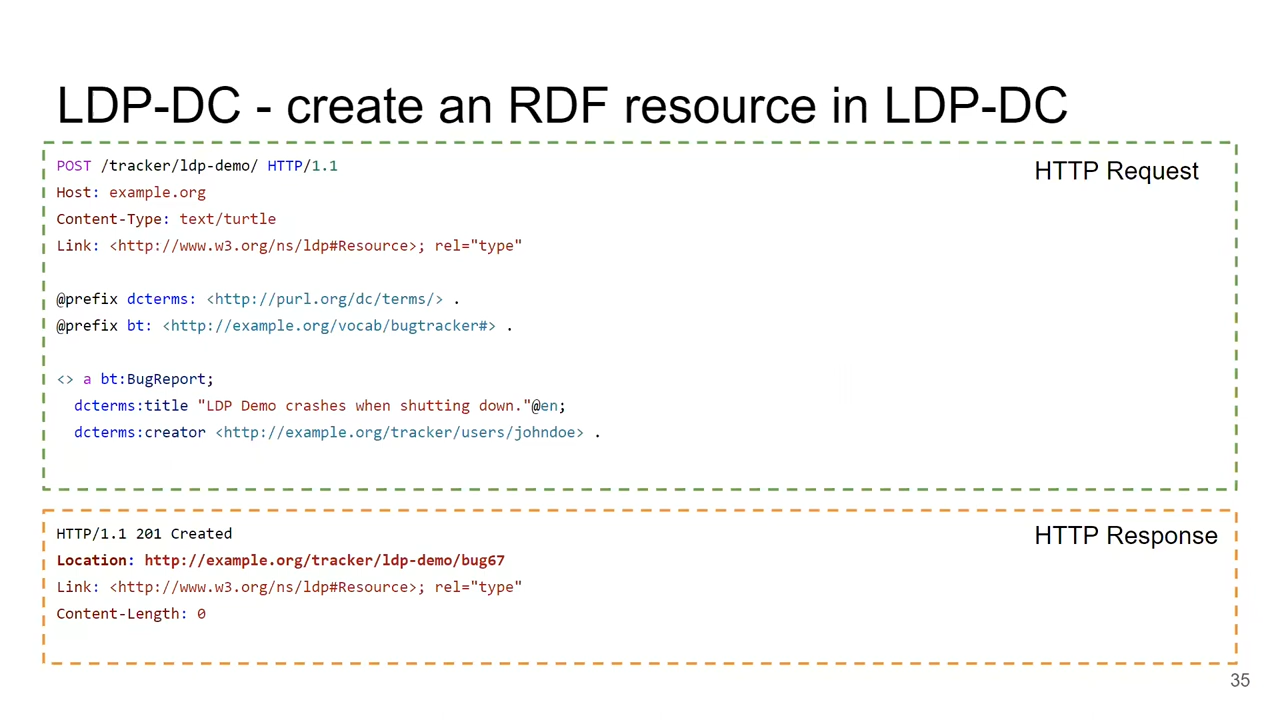 LDP-DC - create an RDF resource in LDP-DC
HTTP Request
POST /tracker/ldp-demo/ HTTP/1.1
Host: example.org
Content-Type: text/turtle
Link: <http://www.w3.org/ns/ldp#Resource>; rel="type"
@prefix dcterms: <http://purl.org/dc/terms/> .
@prefix bt: <http://example.org/vocab/bugtracker#> .
<> a bt:BugReport;
dcterms:title "LDP Demo crashes when shutting down."@en;
dcterms:creator <http://example.org/tracker/users/johndoe> .
HTTP Response
HTTP/1.1 201 Created
Location: http://example.org/tracker/ldp-demo/bug67
Link: <http://www.w3.org/ns/ldp#Resource>; rel="type"
Content-Length: 0
35